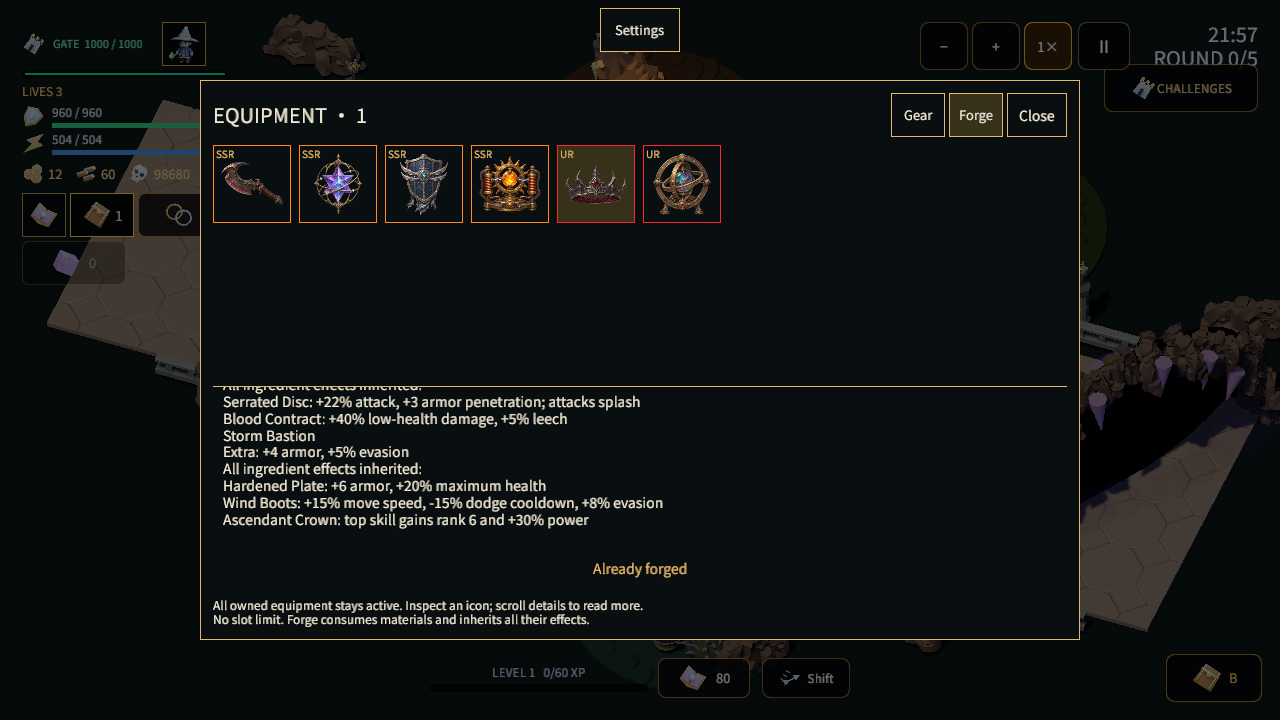 Settings
GATE 1000 / 1000
− + 1× II
21:57
ROUND 0/5
LIVES 3
CHALLENGES
960 / 960
504 / 504
12 60 98680
1
0
EQUIPMENT • 1
Gear Forge Close
SSR SSR SSR SSR UR UR
All ingredient effects inherited:
Serrated Disc: +22% attack, +3 armor penetration; attacks splash
Blood Contract: +40% low-health damage, +5% leech
Storm Bastion
Extra: +4 armor, +5% evasion
All ingredient effects inherited:
Hardened Plate: +6 armor, +20% maximum health
Wind Boots: +15% move speed, -15% dodge cooldown, +8% evasion
Ascendant Crown: top skill gains rank 6 and +30% power
Already forged
All owned equipment stays active. Inspect an icon; scroll details to read more.
No slot limit. Forge consumes materials and inherits all their effects.
LEVEL 1 0/60 XP
80
Shift
B